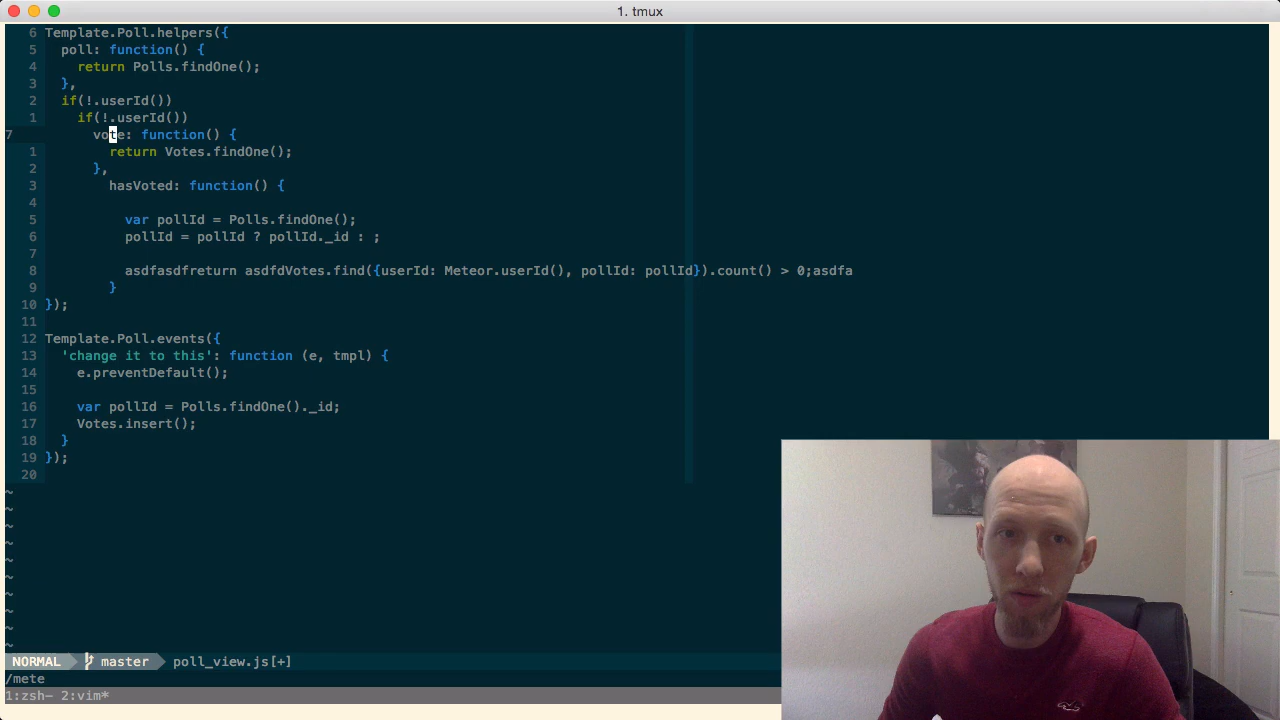 1. tmux
6 Template.Poll.helpers({
5 poll: function() {
4 return Polls.findOne();
3 },
2 if(!.userId())
1 if(!.userId())
7 vote: function() {
1 return Votes.findOne();
2 },
3 hasVoted: function() {
4
5 var pollId = Polls.findOne();
6 pollId = pollId ? pollId._id : ;
7
8 asdfasdfreturn asdfdVotes.find({userId: Meteor.userId(), pollId: pollId}).count() > 0;asdfa
9 }
10 });
11
12 Template.Poll.events({
13 'change it to this': function (e, tmpl) {
14 e.preventDefault();
15
16 var pollId = Polls.findOne()._id;
17 Votes.insert();
18 }
19 });
20
~
~
~
~
~
~
~
~
~
~
NORMAL master poll_view.js[+]
/mete
1:zsh- 2:vim*